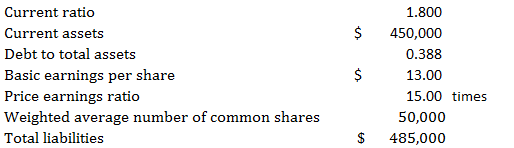 Current ratio 1.800
Current assets $ 450,000
Debt to total assets 0.388
Basic earnings per share $ 13.00
Price earnings ratio 15.00 times
Weighted average number of common shares 50,000
Total liabilities $ 485,000